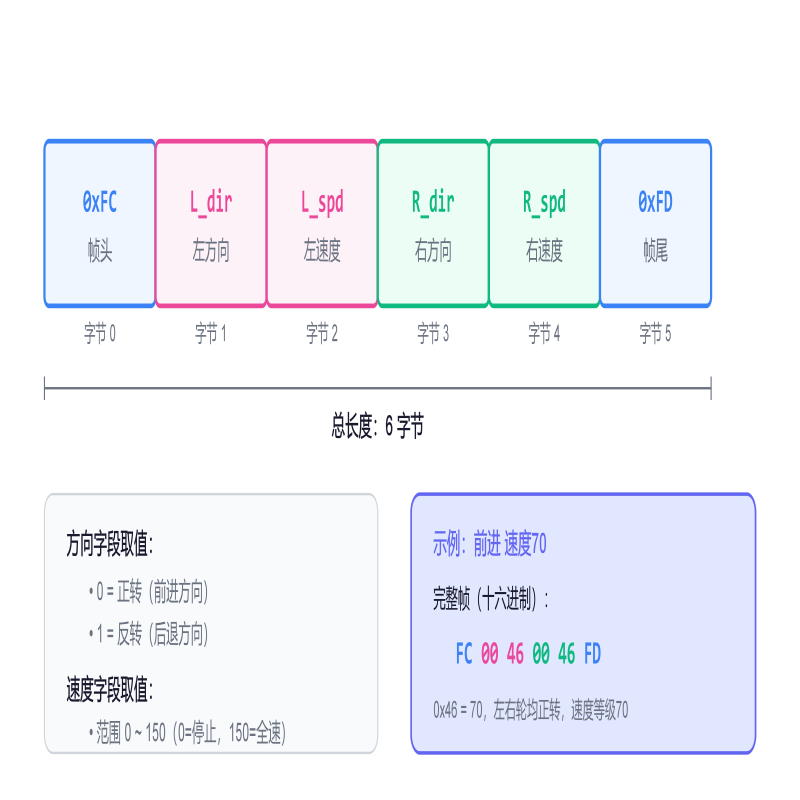 0xFC L_dir L_spd R_dir R_spd 0xFD
帧头 左方向 左速度 右方向 右速度 帧尾
字节 0 字节 1 字节 2 字节 3 字节 4 字节 5
总长度：6 字节
方向字段取值：
• 0 = 正转（前进方向）
• 1 = 反转（后退方向）
速度字段取值：
• 范围 0 ~ 150（0=停止，150=全速）
示例：前进 速度70
完整帧（十六进制）：
FC 00 46 00 46 FD
0x46 = 70，左右轮均正转，速度等级70